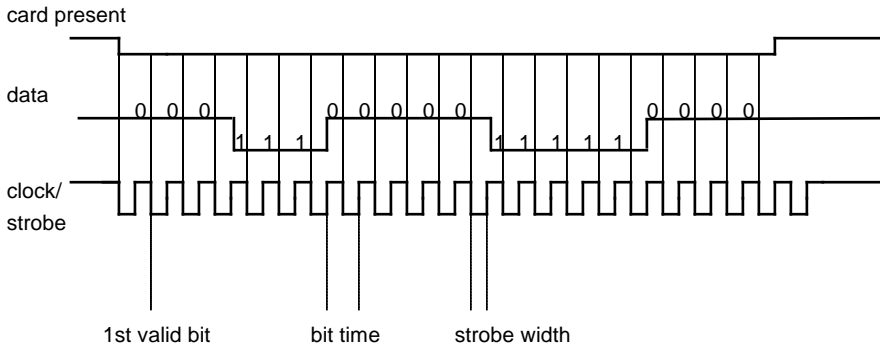 card present
data
0 0 0 1 1 1 0 0 0 0 0 1 1 1 1 1 0 0 0 0
clock/
strobe
1st valid bit bit time strobe width